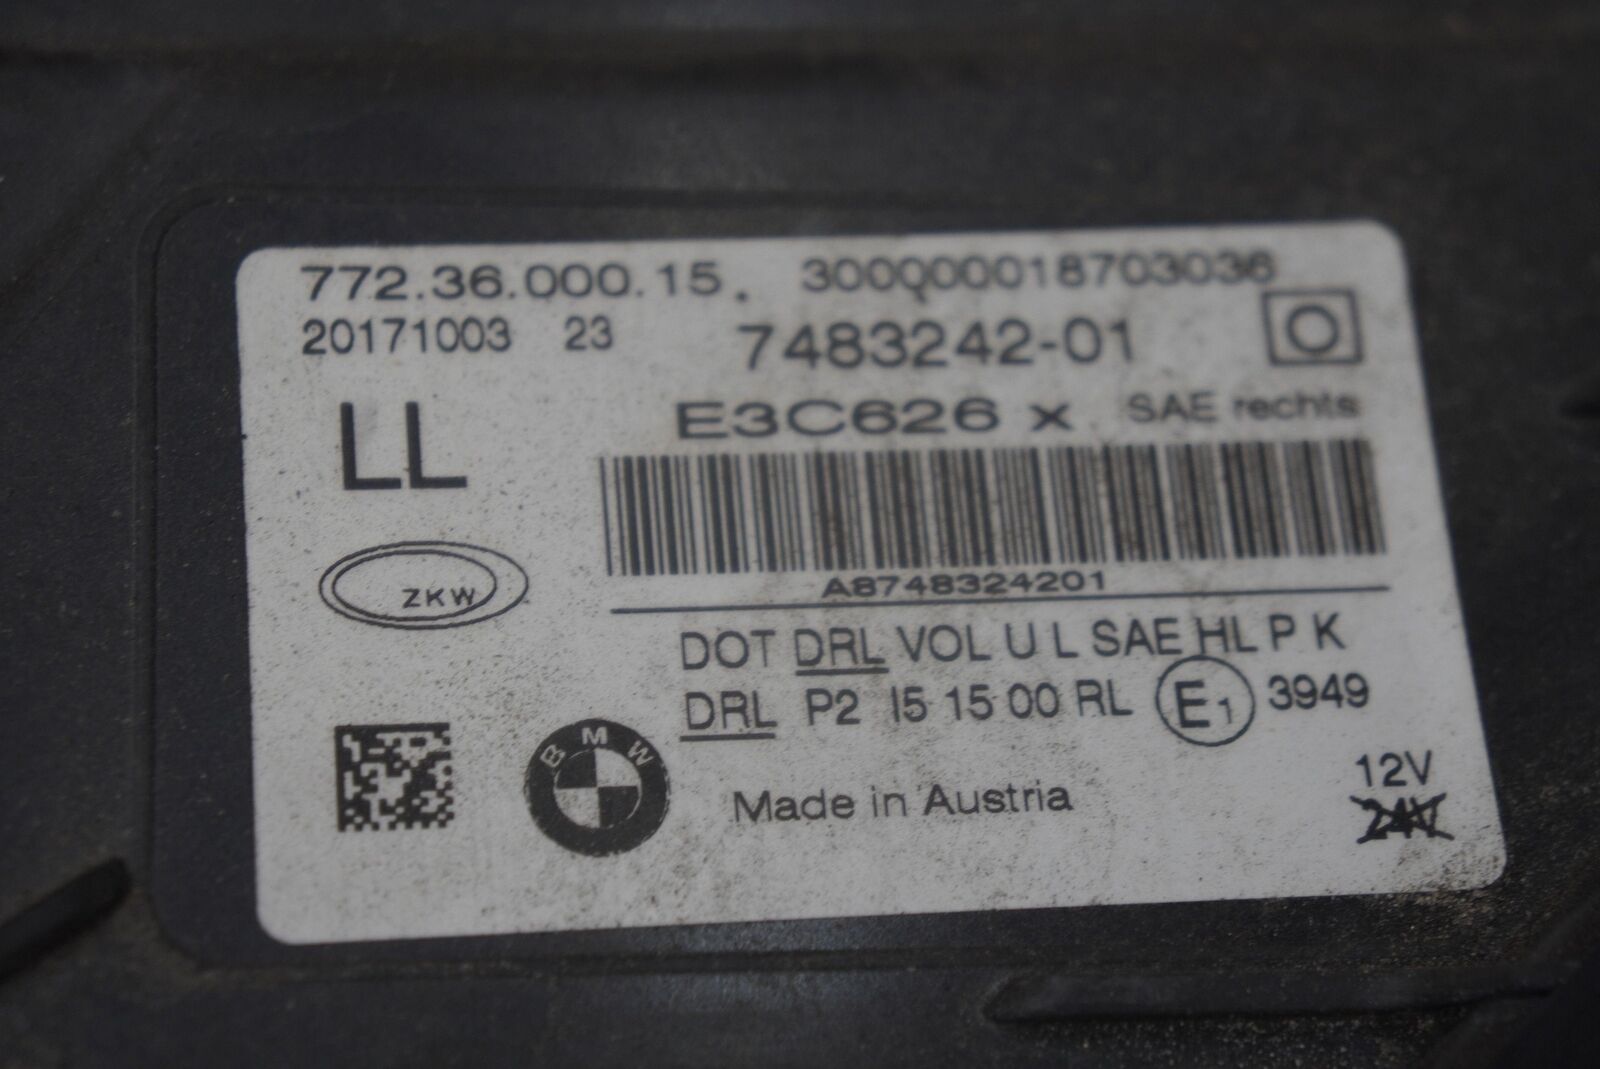 772.36.000.15. 3000000018703036
20171003 23 7483242-01
LL E3C626 x SAE rechts
A8748324201
ZKW
DOT DRL VOL U L SAE HL P K
DRL P2 I5 15 00 RL E1 3949
BMW
Made in Austria
12V
24V